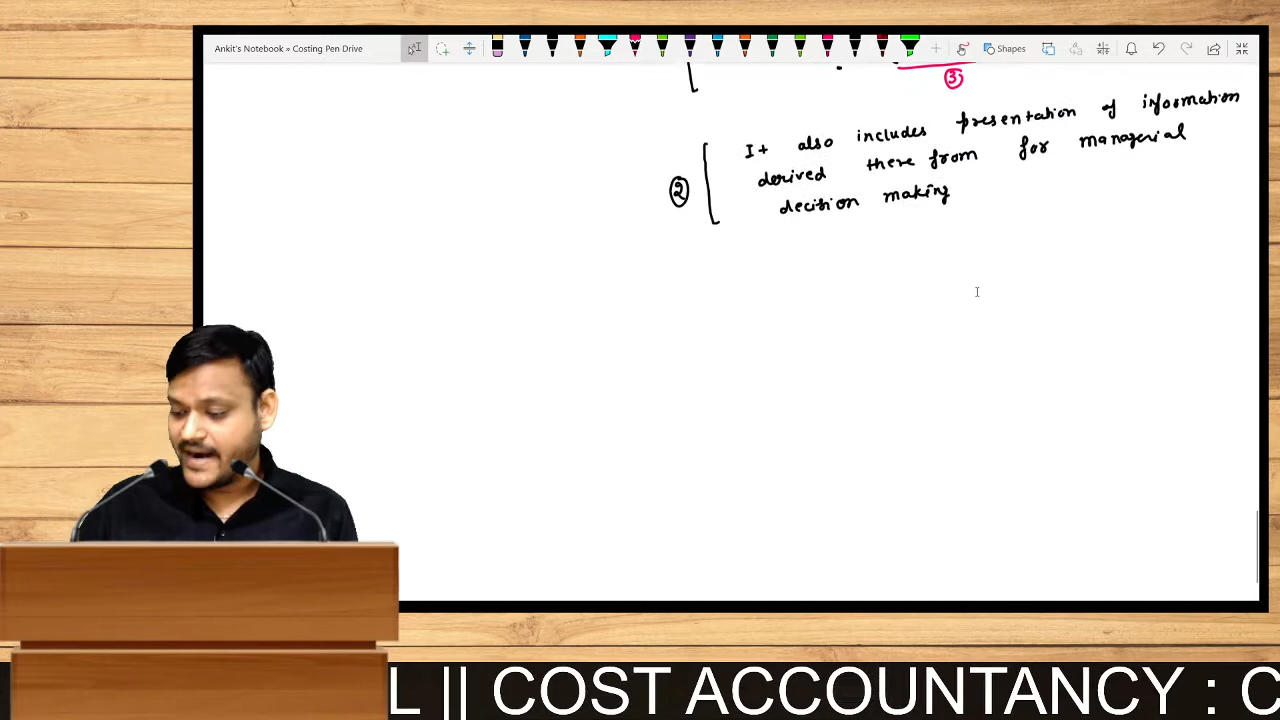 Ankit's Notebook » Costing Pen Drive
Shapes
③
② It also includes presentation of information
derived there from for managerial
decision making
L || COST ACCOUNTANCY : C